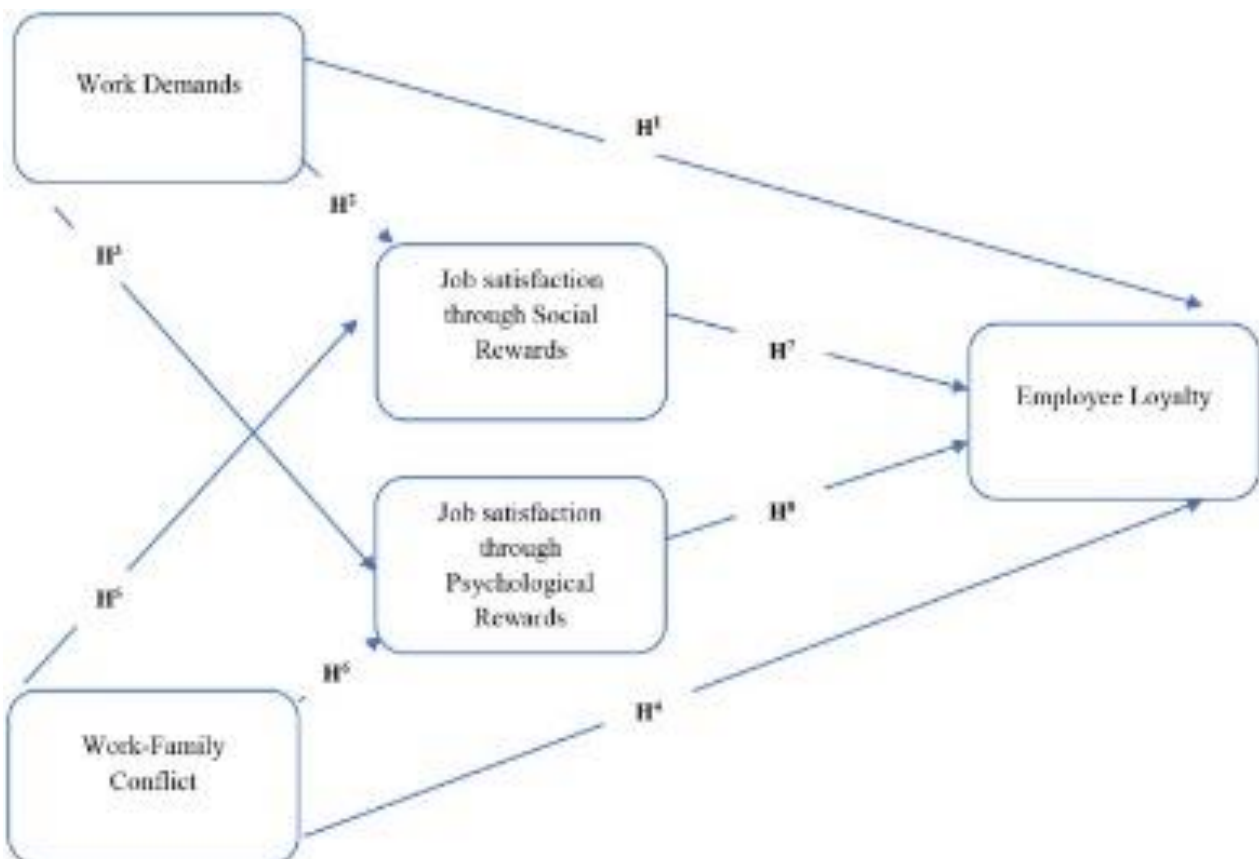 Work Demands
H¹
H²
H³
Job satisfaction
through Social
Rewards
H⁷
Employee Loyalty
Job satisfaction
through
Psychological
Rewards
H⁸
H⁵
H⁶
H⁴
Work-Family
Conflict